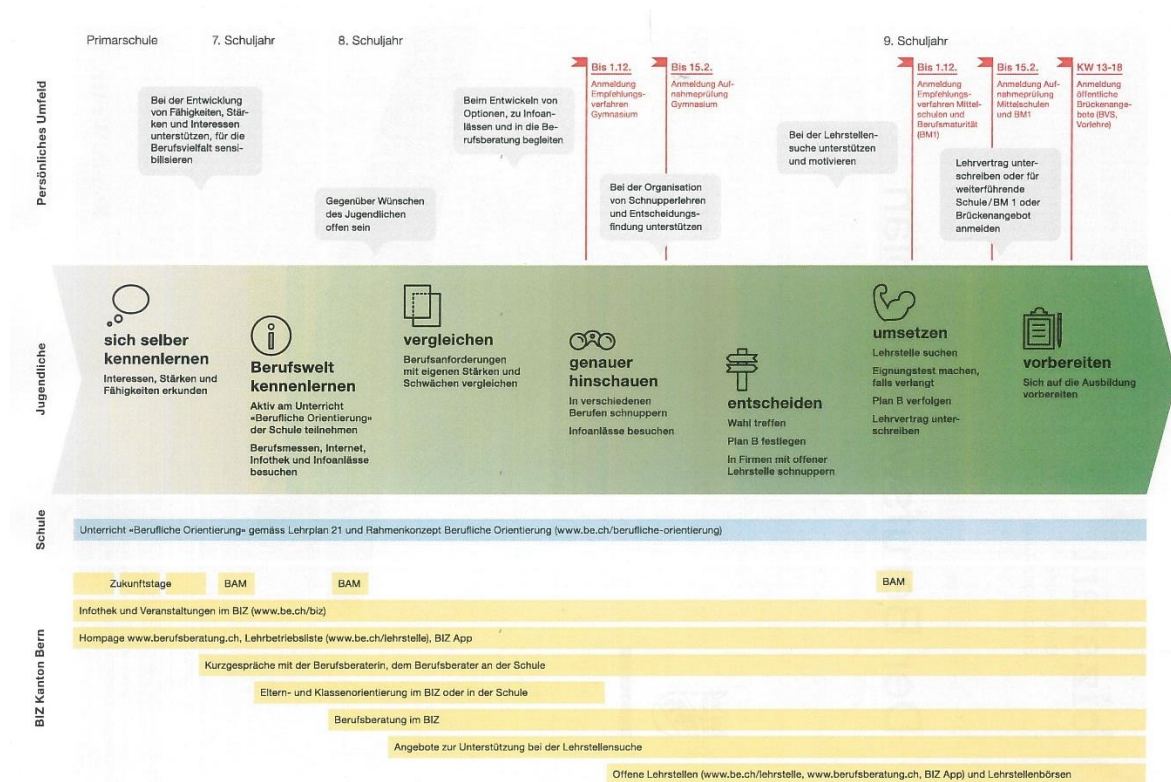 Primarschule
7. Schuljahr
8. Schuljahr
9. Schuljahr
Persönliches Umfeld
Bei der Entwicklung
von Fähigkeiten, Stär-
ken und Interessen
unterstützen, für die
Berufsvielfalt sensi-
bilisieren
Gegenüber Wünschen
des Jugendlichen
offen sein
Beim Entwickeln von
Optionen, zu Infoan-
lässen und in die Be-
rufsberatung begleiten
Bis 1.12.
Anmeldung
Empfehlungs-
verfahren
Gymnasium
Bis 15.2.
Anmeldung Auf-
nahmeprüfung
Gymnasium
Bei der Organisation
von Schnupperlehren
und Entscheidungs-
findung unterstützen
Bei der Lehrstellen-
suche unterstützen
und motivieren
Bis 1.12.
Anmeldung
Empfehlungs-
verfahren Mittel-
schulen und
Berufsmaturität
(BM1)
Bis 15.2.
Anmeldung Auf-
nahmeprüfung
Mittelschulen
und BM1
KW 13-18
Anmeldung
öffentliche
Brückenange-
bote (BVS,
Vorlehre)
Lehrvertrag unter-
schreiben oder für
weiterführende
Schule/BM 1 oder
Brückenangebot
anmelden
Jugendliche
sich selber
kennenlernen
Interessen, Stärken und
Fähigkeiten erkunden
Berufswelt
kennenlernen
Aktiv am Unterricht
«Berufliche Orientierung»
der Schule teilnehmen
Berufsmessen, Internet,
Infothek und Infoanlässe
besuchen
vergleichen
Berufsanforderungen
mit eigenen Stärken und
Schwächen vergleichen
genauer
hinschauen
In verschiedenen
Berufen schnuppern
Infoanlässe besuchen
entscheiden
Wahl treffen
Plan B festlegen
In Firmen mit offener
Lehrstelle schnuppern
umsetzen
Lehrstelle suchen
Eignungstest machen,
falls verlangt
Plan B verfolgen
Lehrvertrag unter-
schreiben
vorbereiten
Sich auf die Ausbildung
vorbereiten
Schule
Unterricht «Berufliche Orientierung» gemäss Lehrplan 21 und Rahmenkonzept Berufliche Orientierung (www.be.ch/berufliche-orientierung)
BIZ Kanton Bern
Zukunftstage
BAM
BAM
BAM
Infothek und Veranstaltungen im BIZ (www.be.ch/biz)
Hompage www.berufsberatung.ch, Lehrbetriebsliste (www.be.ch/lehrstelle), BIZ App
Kurzgespräche mit der Berufsberaterin, dem Berufsberater an der Schule
Eltern- und Klassenorientierung im BIZ oder in der Schule
Berufsberatung im BIZ
Angebote zur Unterstützung bei der Lehrstellensuche
Offene Lehrstellen (www.be.ch/lehrstelle, www.berufsberatung.ch, BIZ App) und Lehrstellenbörsen